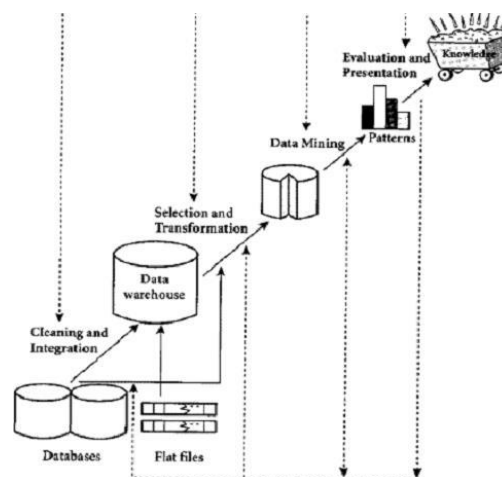 Evaluation and
Presentation
Knowledge
Data Mining
Patterns
Selection and
Transformation
Data
warehouse
Cleaning and
Integration
Databases
Flat files